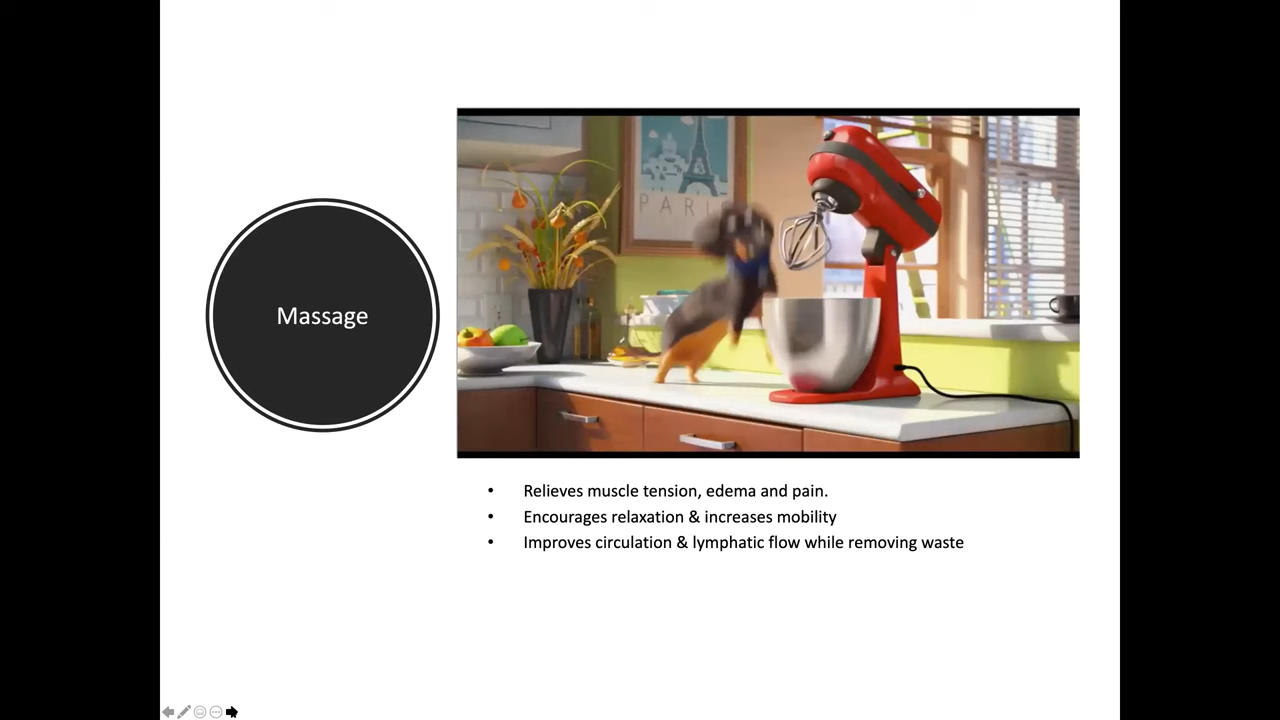 PARIS
Massage
• Relieves muscle tension, edema and pain.
• Encourages relaxation & increases mobility
• Improves circulation & lymphatic flow while removing waste